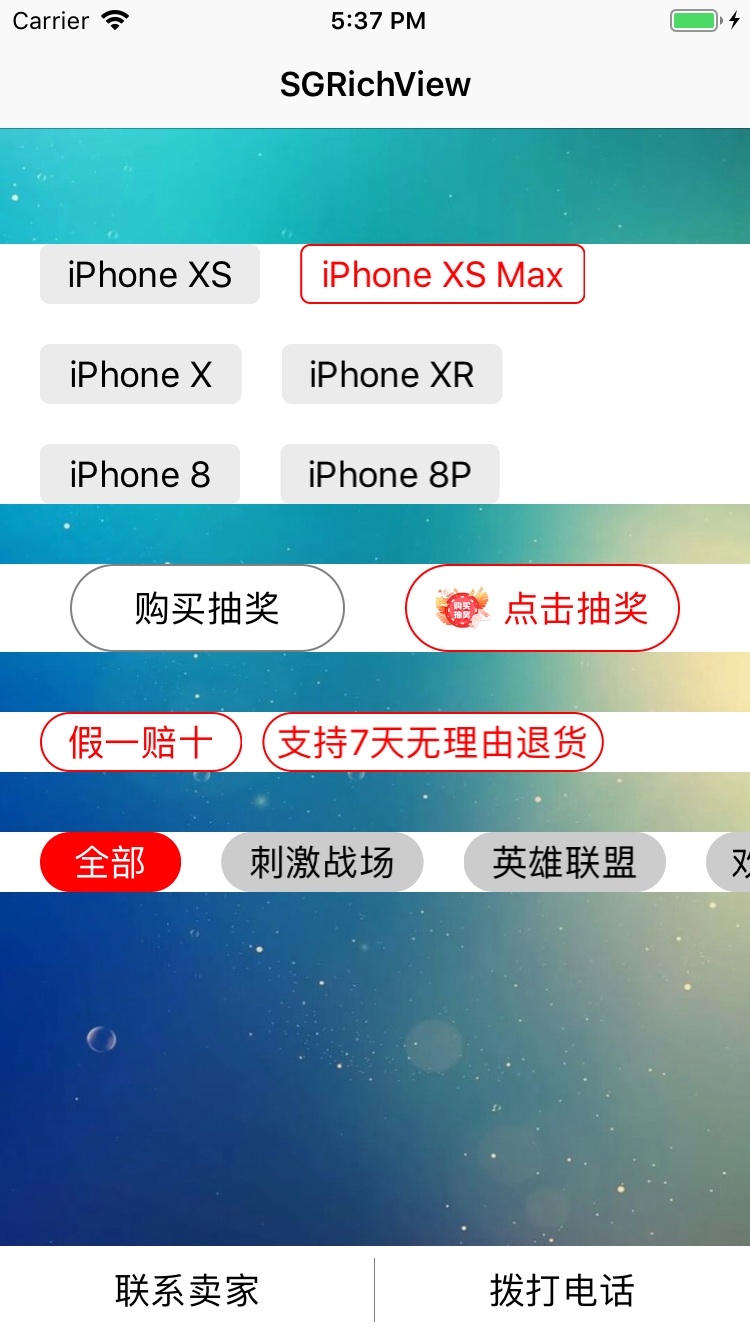 Carrier 5:37 PM
SGRichView
iPhone XS iPhone XS Max
iPhone X iPhone XR
iPhone 8 iPhone 8P
购买抽奖 购买抽奖 点击抽奖
假一赔十 支持7天无理由退货
全部 刺激战场 英雄联盟
联系卖家 拨打电话